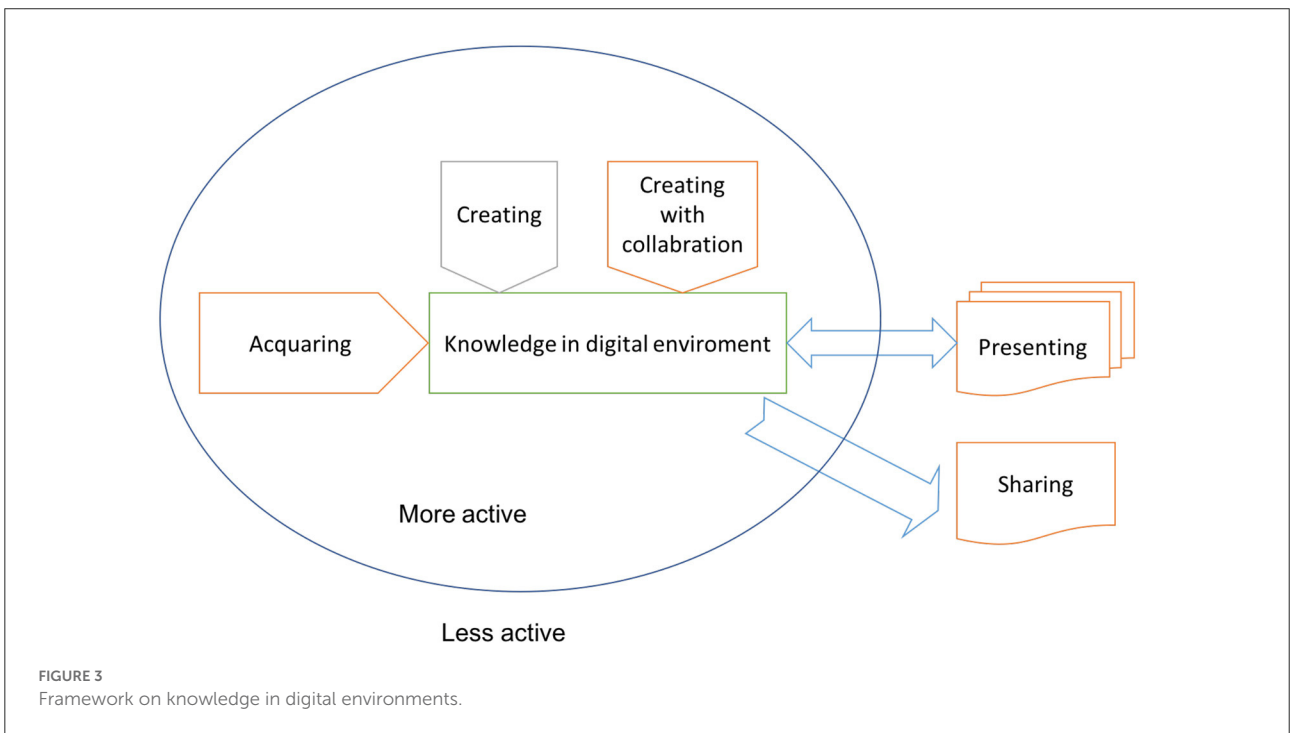 Creating
Creating
with
collabration
Acquaring
Knowledge in digital enviroment
Presenting
Sharing
More active
Less active
FIGURE 3
Framework on knowledge in digital environments.